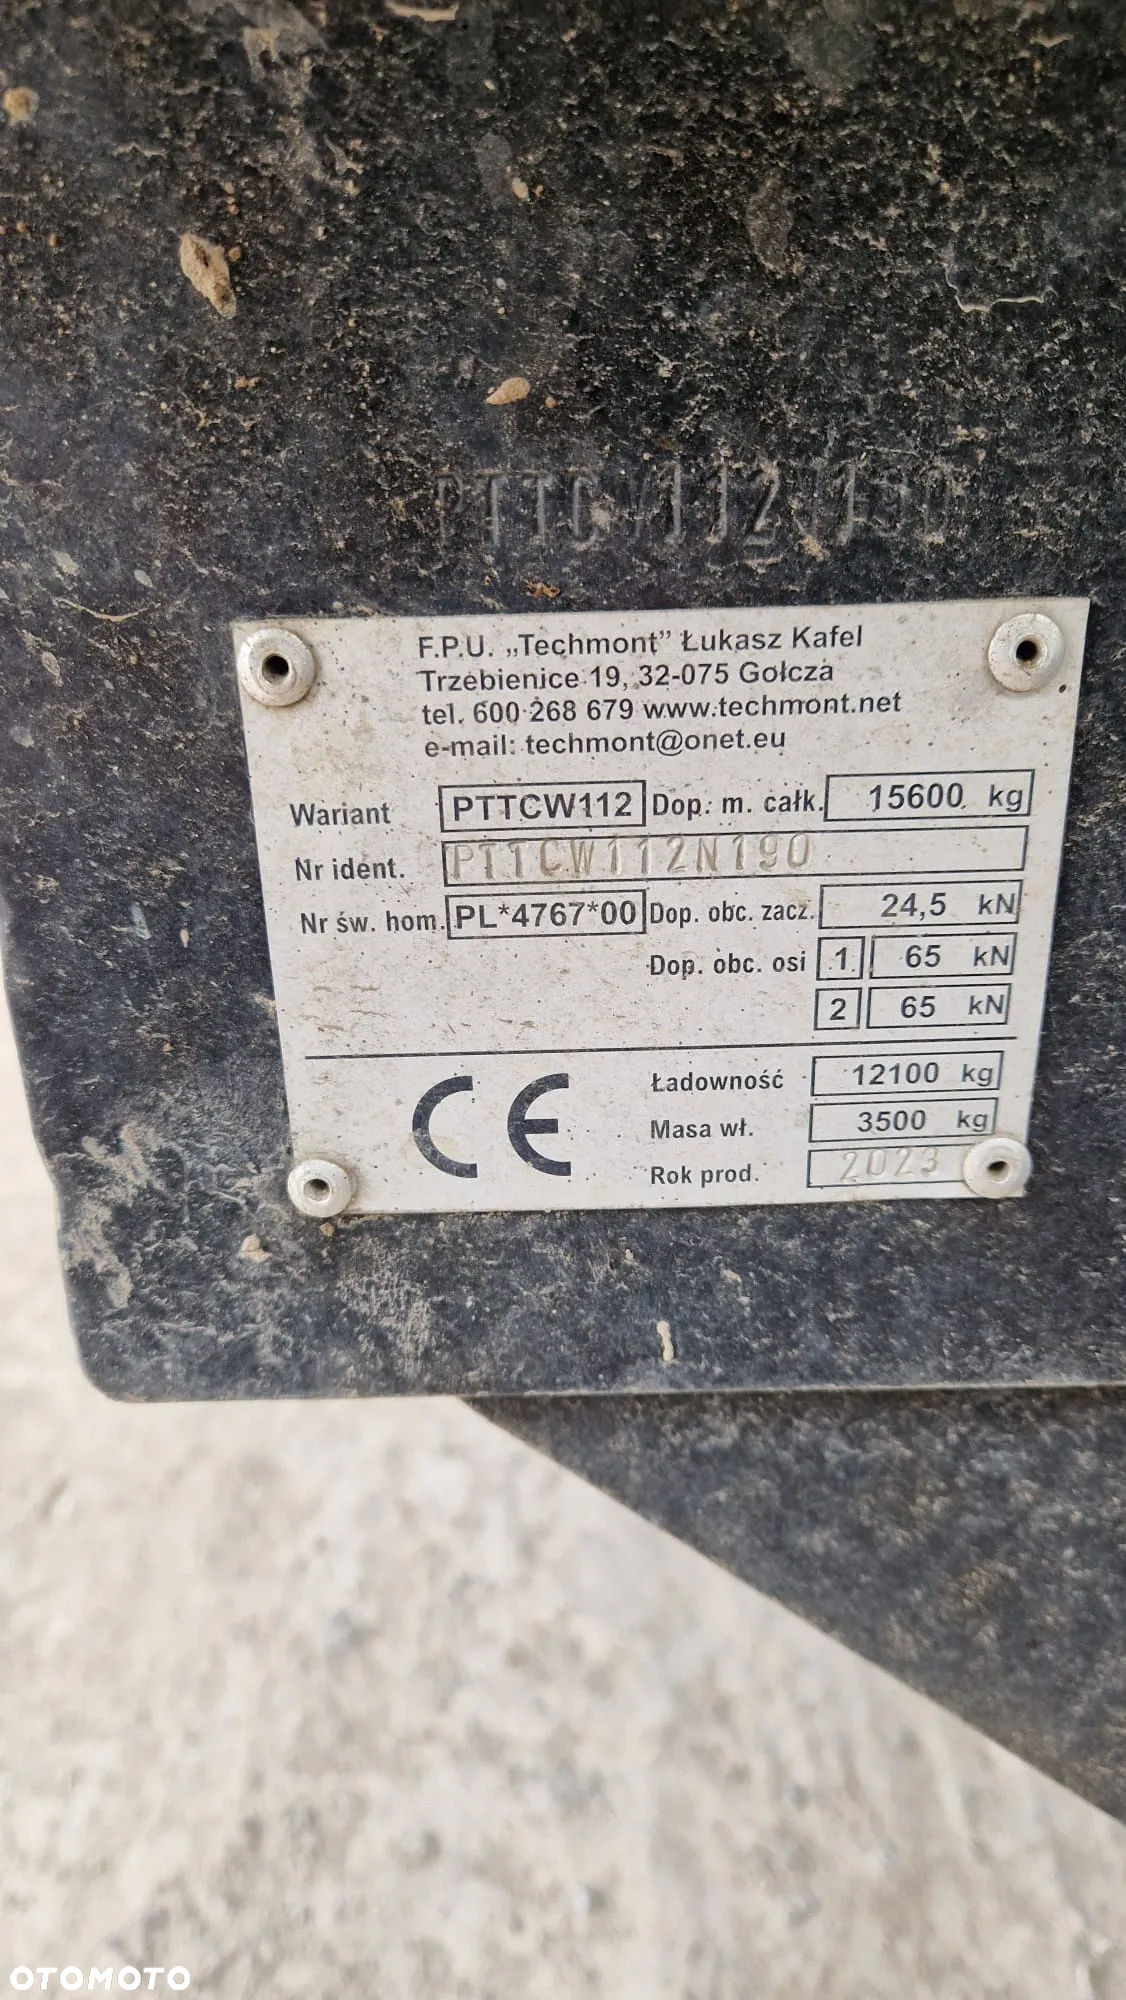 PTTCW112N190
F.P.U. „Techmont” Łukasz Kafel
Trzebienice 19, 32-075 Gołcza
tel. 600 268 679 www.techmont.net
e-mail: techmont@onet.eu
Wariant PTTCW112 Dop. m. całk. 15600 kg
Nr ident. PTTCW112N190
Nr św. hom. PL*4767*00 Dop. obc. zacz. 24,5 kN
Dop. obc. osi 1 65 kN
2 65 kN
CE Ładowność 12100 kg
Masa wł. 3500 kg
Rok prod. 2023
OTOMOTO